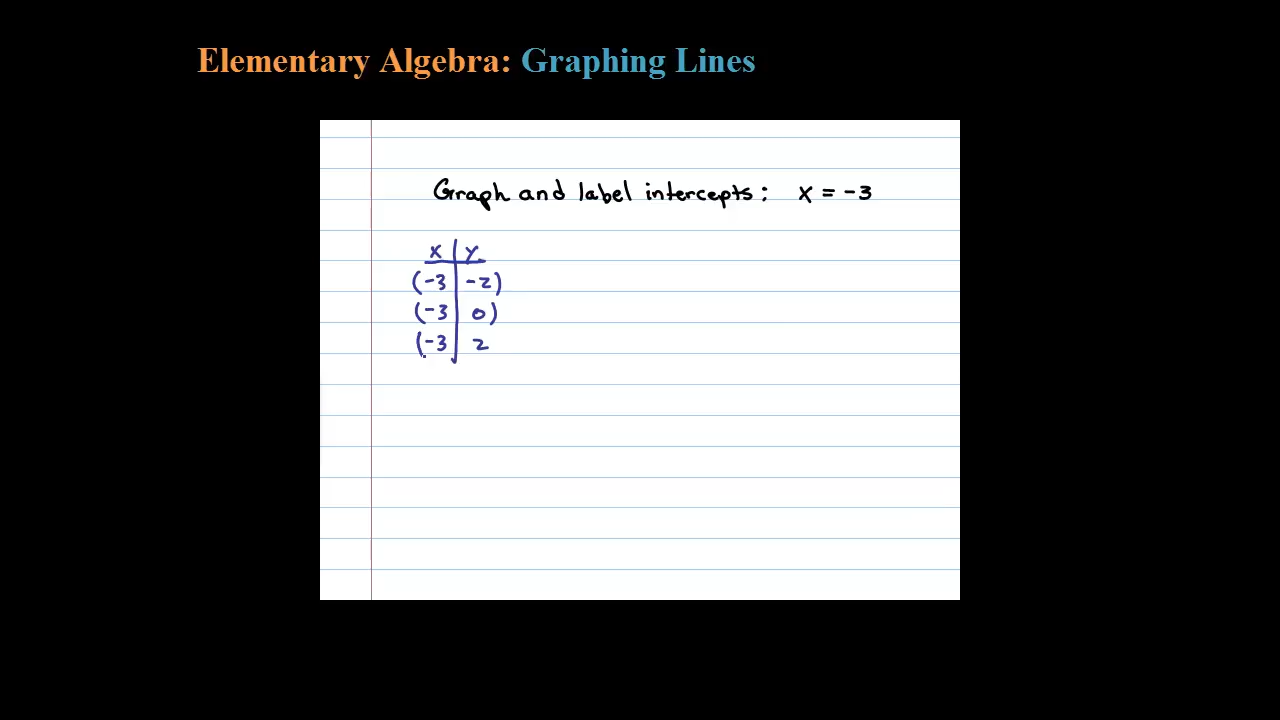 Elementary Algebra: Graphing Lines
Graph and label intercepts: x = -3
x | y
(-3 | -2)
(-3 | 0)
(-3 | 2